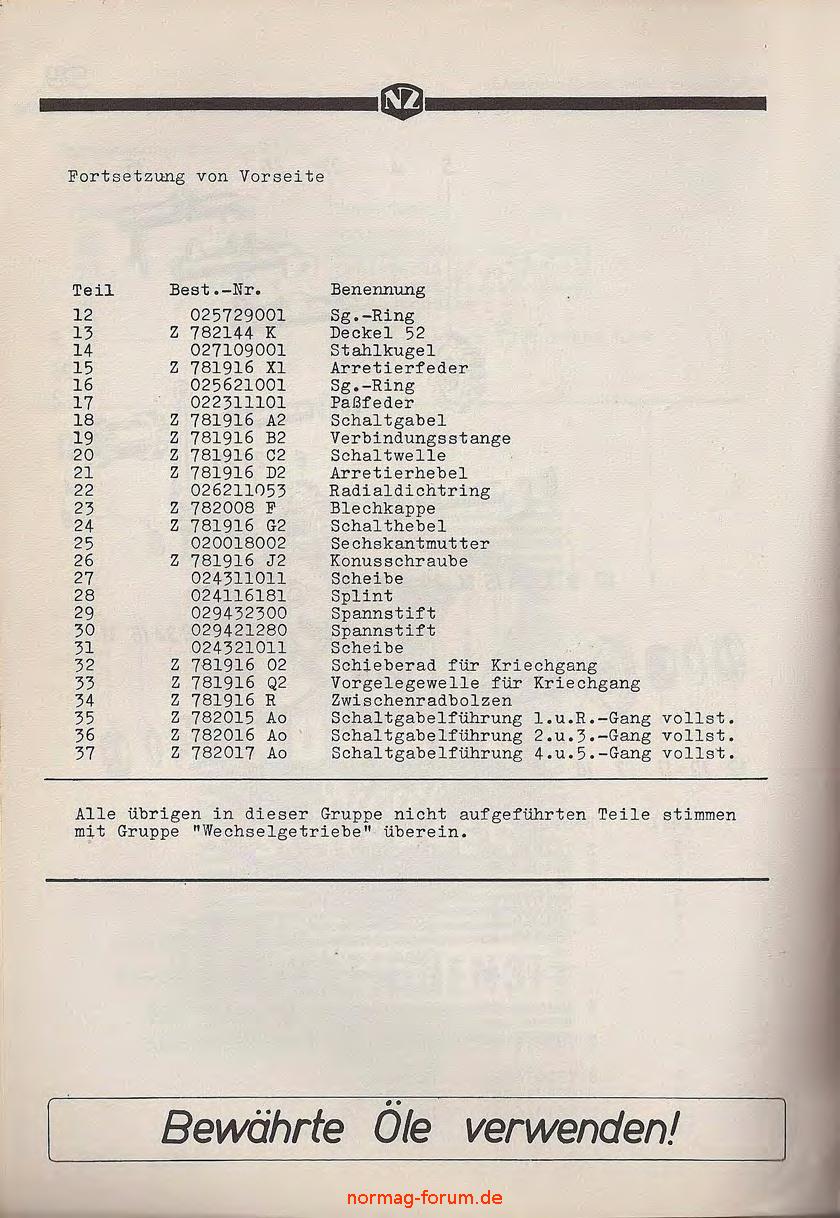 NZ
Fortsetzung von Vorseite
Teil Best.-Nr. Benennung
12 025729001 Sg.-Ring
13 Z 782144 K Deckel 52
14 027109001 Stahlkugel
15 Z 781916 X1 Arretierfeder
16 025621001 Sg.-Ring
17 022311101 Paßfeder
18 Z 781916 A2 Schaltgabel
19 Z 781916 B2 Verbindungsstange
20 Z 781916 C2 Schaltwelle
21 Z 781916 D2 Arretierhebel
22 026211053 Radialdichtring
23 Z 782008 F Blechkappe
24 Z 781916 G2 Schalthebel
25 020018002 Sechskantmutter
26 Z 781916 J2 Konusschraube
27 024311011 Scheibe
28 024116181 Splint
29 029432300 Spannstift
30 029421280 Spannstift
31 024321011 Scheibe
32 Z 781916 O2 Schieberad für Kriechgang
33 Z 781916 Q2 Vorgelegewelle für Kriechgang
34 Z 781916 R Zwischenradbolzen
35 Z 782015 Ao Schaltgabelführung 1.u.R.-Gang vollst.
36 Z 782016 Ao Schaltgabelführung 2.u.3.-Gang vollst.
37 Z 782017 Ao Schaltgabelführung 4.u.5.-Gang vollst.
Alle übrigen in dieser Gruppe nicht aufgeführten Teile stimmen
mit Gruppe "Wechselgetriebe" überein.
Bewährte Öle verwenden!
normag-forum.de